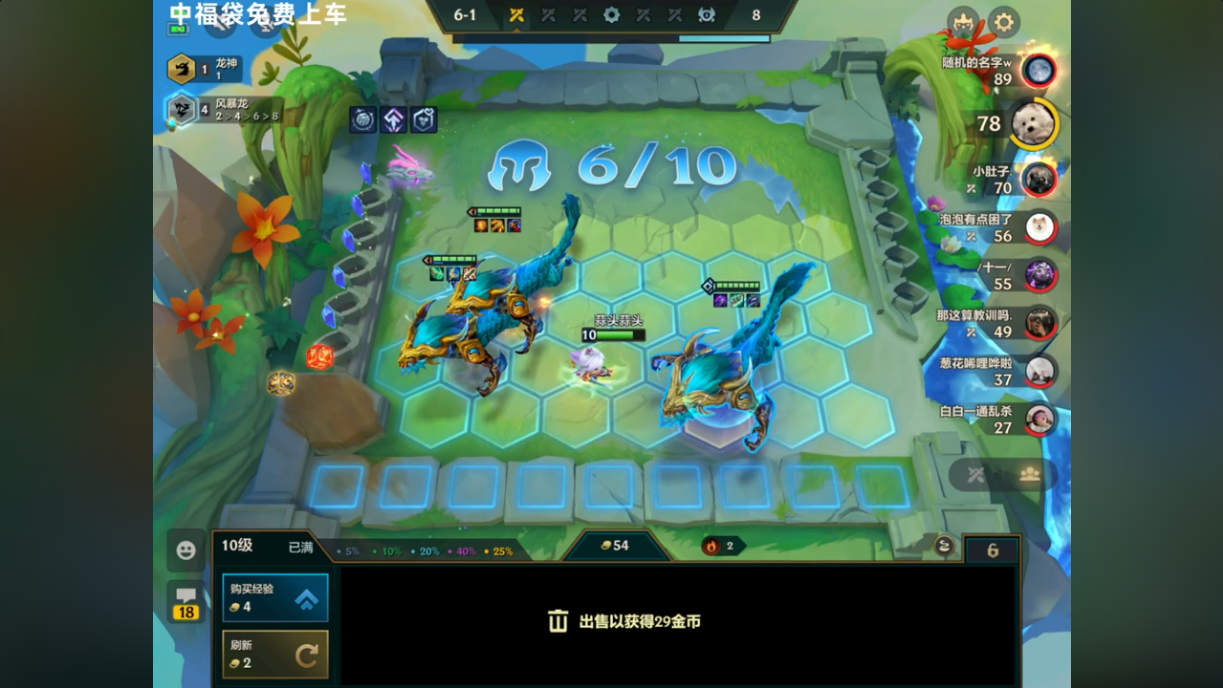 中福袋免费上车
6-1
8
1
龙神
1
4
风暴龙
2 > 4 > 6 > 8
6/10
蒜头蒜头
10
随机的名字w
89
78
小肚子.
70
泡泡有点困了
56
/十一/
55
那这算教训吗.
49
葱花唏哩哗啦
37
白白一通乱杀
27
18
10级
已满
5%
10%
20%
40%
25%
54
2
6
购买经验
4
刷新
2
出售以获得29金币